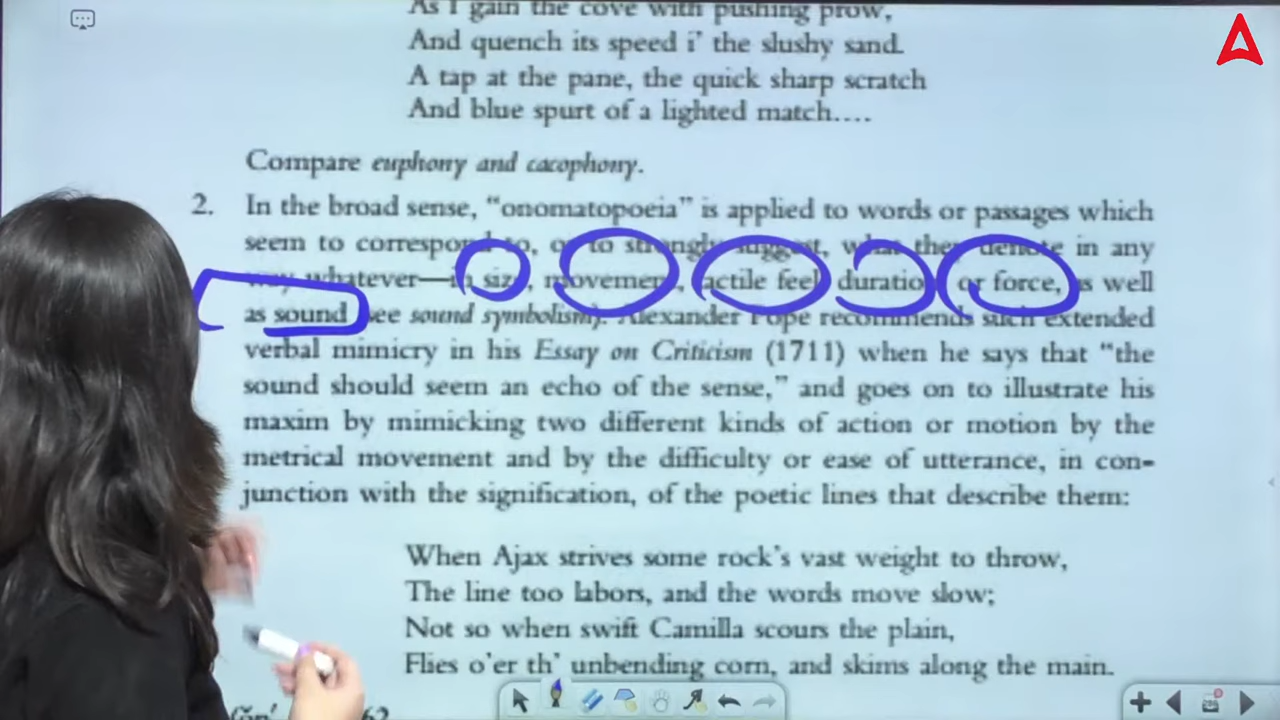 As I gain the cove with pushing prow,
And quench its speed i' the slushy sand.
A tap at the pane, the quick sharp scratch
And blue spurt of a lighted match....
Compare euphony and cacophony.
2. In the broad sense, "onomatopoeia" is applied to words or passages which
seem to correspond to, or to strongly suggest, what they denote in any
way whatever—in size, movement, tactile feel, duration, or force, as well
as sound (see sound symbolism). Alexander Pope recommends such extended
verbal mimicry in his Essay on Criticism (1711) when he says that "the
sound should seem an echo of the sense," and goes on to illustrate his
maxim by mimicking two different kinds of action or motion by the
metrical movement and by the difficulty or ease of utterance, in con-
junction with the signification, of the poetic lines that describe them:
When Ajax strives some rock's vast weight to throw,
The line too labors, and the words move slow;
Not so when swift Camilla scours the plain,
Flies o'er th' unbending corn, and skims along the main.